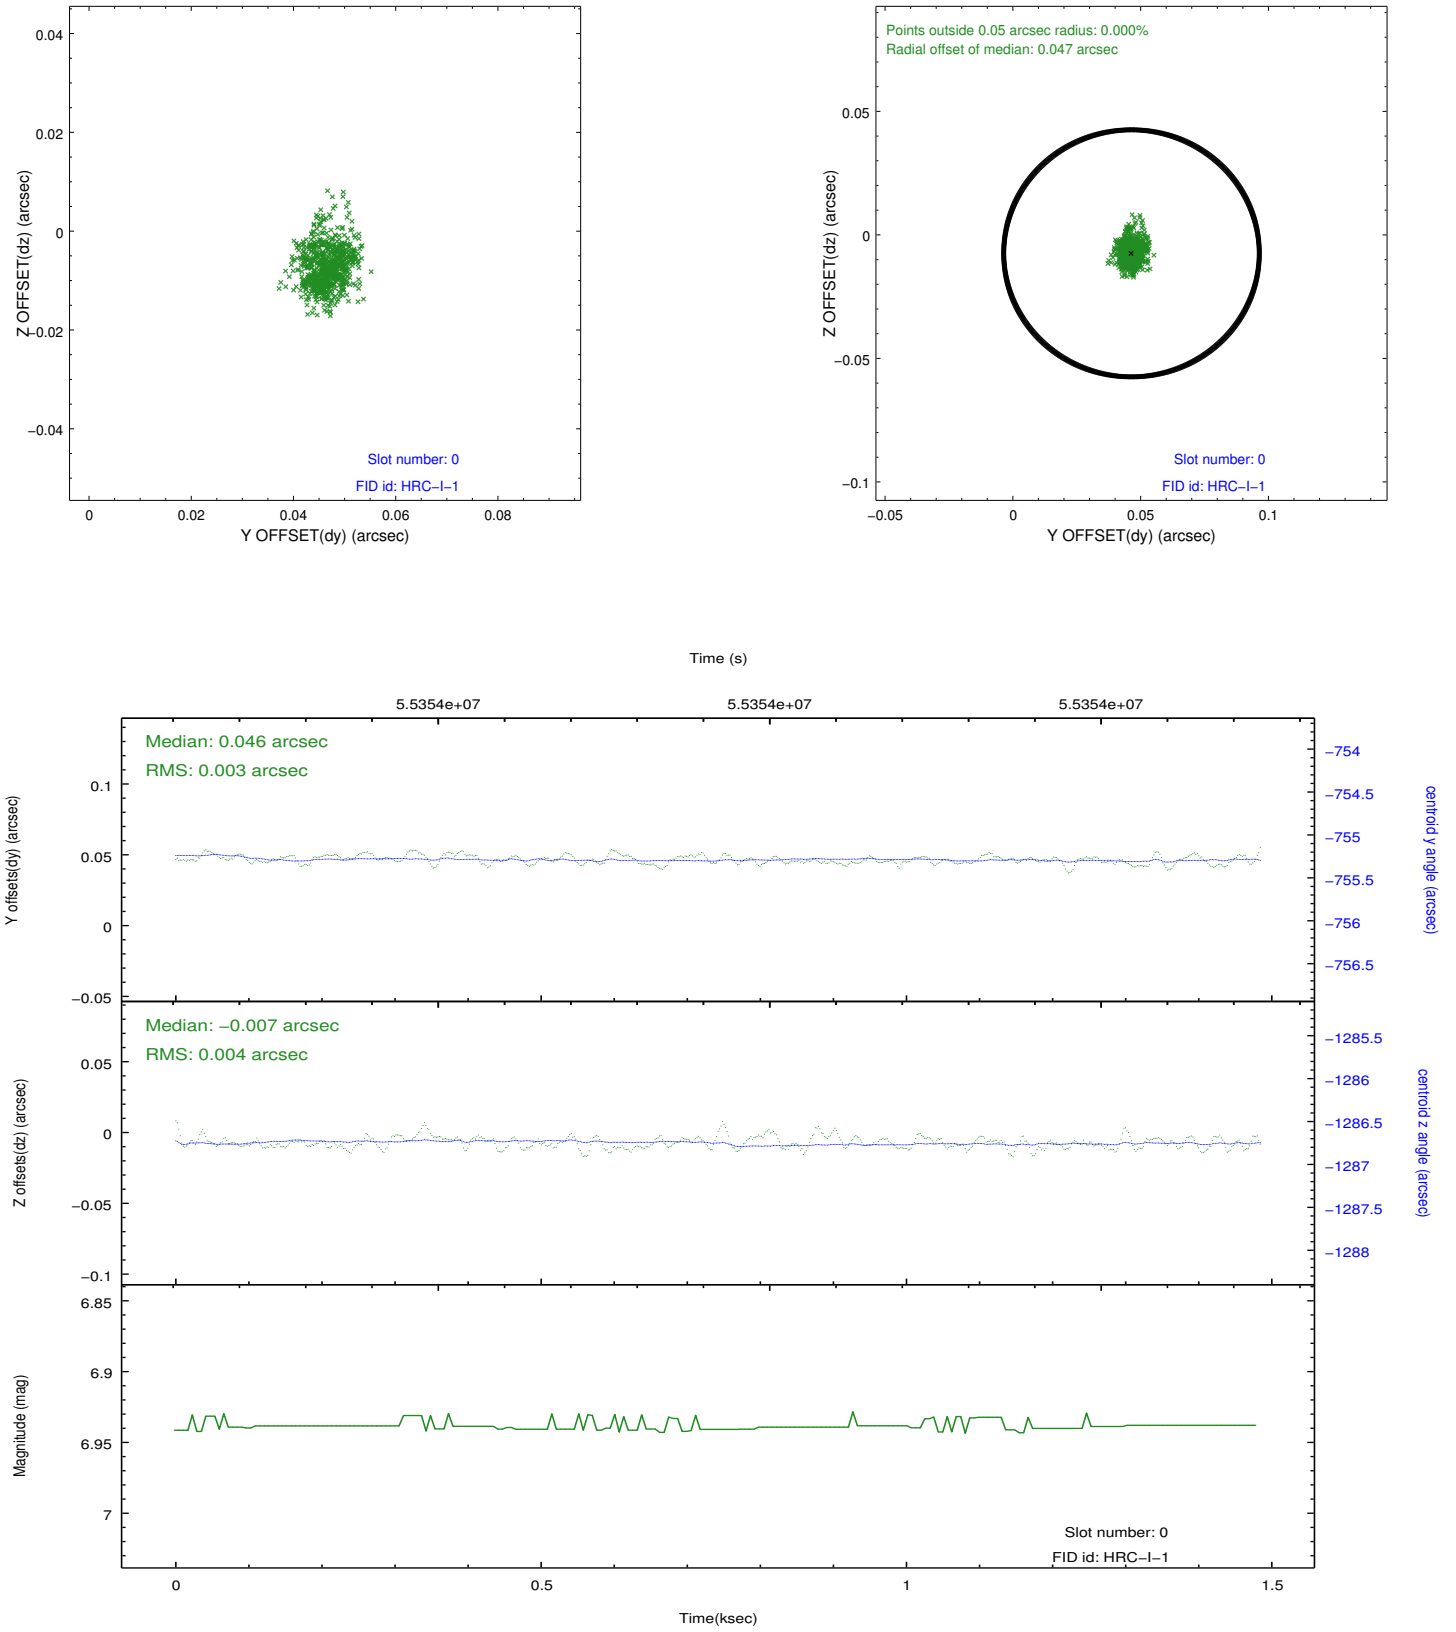 0.04
0.02
0
−0.02
−0.04
Z OFFSET(dz) (arcsec)
Slot number: 0
FID id: HRC−I−1
0
0.02
0.04
0.06
0.08
Y OFFSET(dy) (arcsec)
Points outside 0.05 arcsec radius: 0.000%
Radial offset of median: 0.047 arcsec
0.05
0
−0.05
−0.1
Z OFFSET(dz) (arcsec)
Slot number: 0
FID id: HRC−I−1
−0.05
0
0.05
0.1
Y OFFSET(dy) (arcsec)
Time (s)
5.5354e+07
5.5354e+07
5.5354e+07
Median: 0.046 arcsec
RMS: 0.003 arcsec
0.1
0.05
0
−0.05
Y offsets(dy) (arcsec)
−754
−754.5
−755
−755.5
−756
−756.5
centroid y angle (arcsec)
Median: −0.007 arcsec
RMS: 0.004 arcsec
0.05
0
−0.05
−0.1
Z offsets(dz) (arcsec)
−1285.5
−1286
−1286.5
−1287
−1287.5
−1288
centroid z angle (arcsec)
6.85
6.9
6.95
7
Magnitude (mag)
Slot number: 0
FID id: HRC−I−1
0
0.5
1
1.5
Time(ksec)